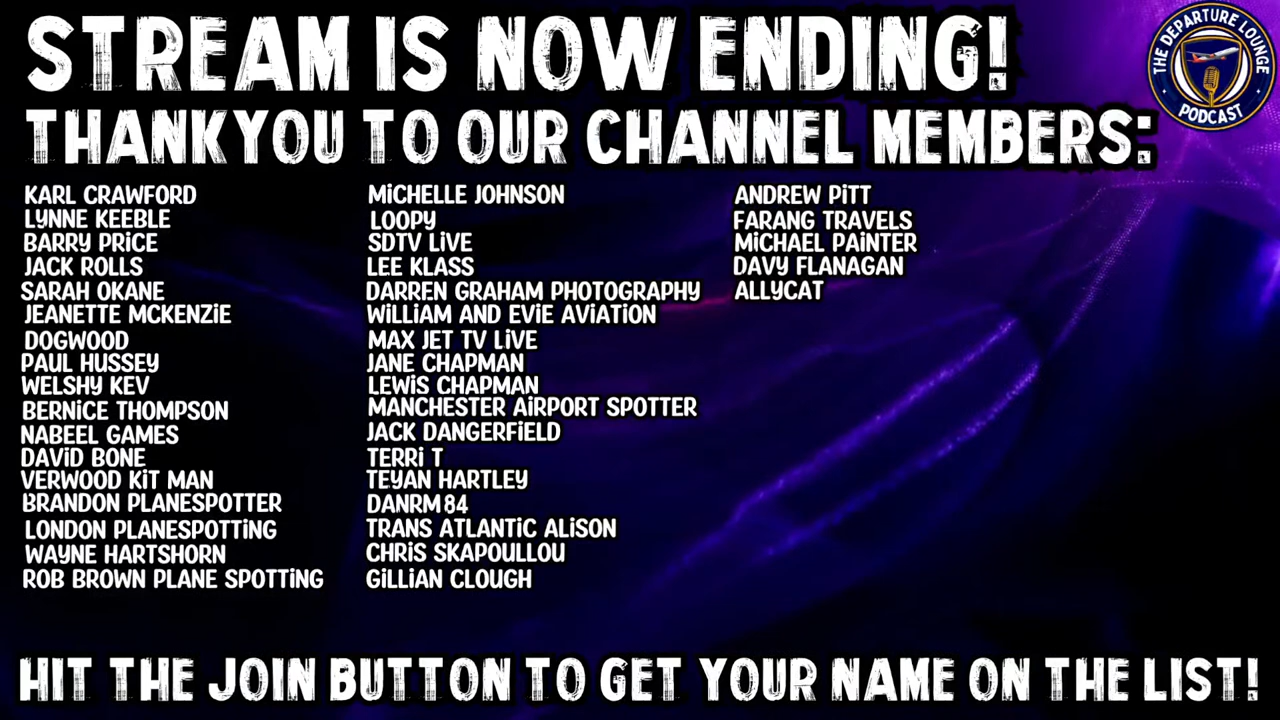 STREAM IS NOW ENDING!
THANKYOU TO OUR CHANNEL MEMBERS:
THE DEPARTURE LOUNGE
PODCAST
KARL CRAWFORD
LYNNE KEEBLE
BARRY PRICE
JACK ROLLS
SARAH OKANE
JEANETTE MCKENZIE
DOGWOOD
PAUL HUSSEY
WELSHY KEV
BERNICE THOMPSON
NABEEL GAMES
DAVID BONE
VERWOOD KIT MAN
BRANDON PLANESPOTTER
LONDON PLANESPOTTING
WAYNE HARTSHORN
ROB BROWN PLANE SPOTTING
MICHELLE JOHNSON
LOOPY
SDTV LIVE
LEE KLASS
DARREN GRAHAM PHOTOGRAPHY
WILLIAM AND EVIE AVIATION
MAX JET TV LIVE
JANE CHAPMAN
LEWIS CHAPMAN
MANCHESTER AIRPORT SPOTTER
JACK DANGERFIELD
TERRI T
TEYAN HARTLEY
DANRM84
TRANS ATLANTIC ALISON
CHRIS SKAPOULLOU
GILLIAN CLOUGH
ANDREW PITT
FARANG TRAVELS
MICHAEL PAINTER
DAVY FLANAGAN
ALLYCAT
HIT THE JOIN BUTTON TO GET YOUR NAME ON THE LIST!